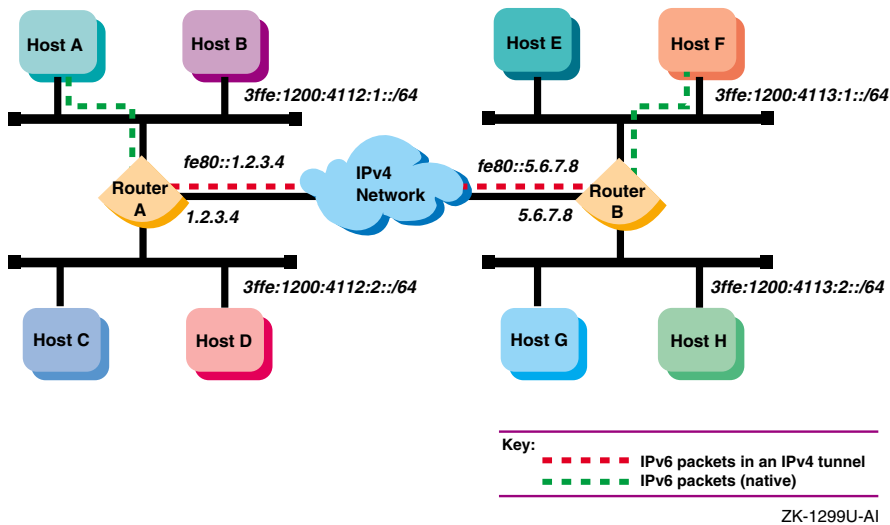 Host A
Host B
Host E
Host F
3ffe:1200:4112:1::/64
3ffe:1200:4113:1::/64
fe80::1.2.3.4
IPv4
Network
fe80::5.6.7.8
Router
A
Router
B
1.2.3.4
5.6.7.8
3ffe:1200:4112:2::/64
3ffe:1200:4113:2::/64
Host C
Host D
Host G
Host H
Key:
IPv6 packets in an IPv4 tunnel
IPv6 packets (native)
ZK-1299U-AI